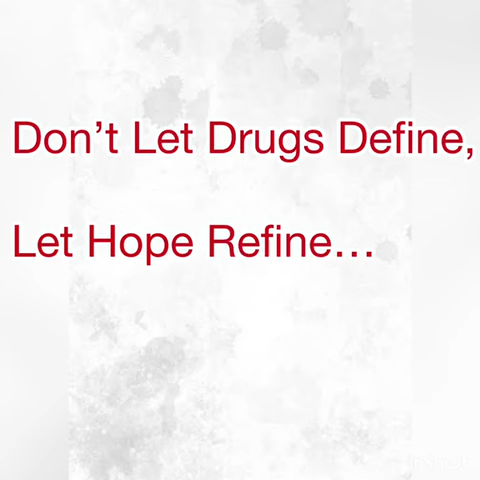 Don’t Let Drugs Define,
Let Hope Refine…